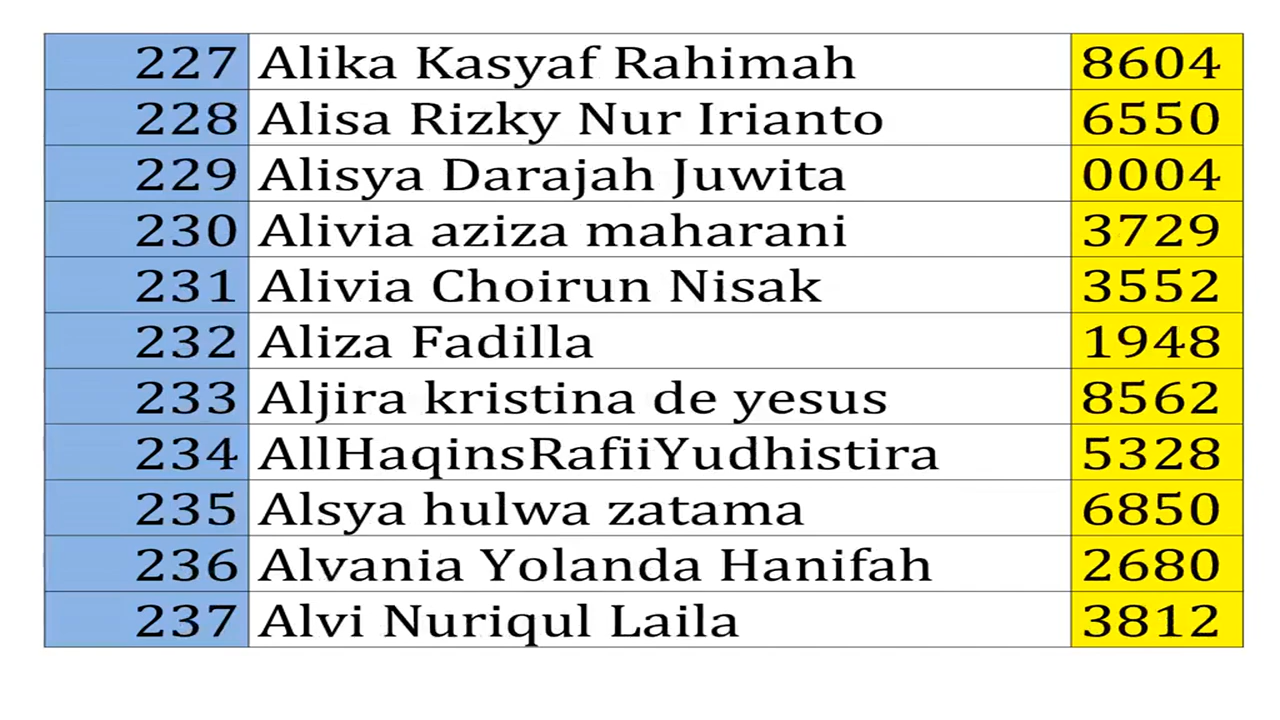 227 Alika Kasyaf Rahimah 8604
228 Alisa Rizky Nur Irianto 6550
229 Alisya Darajah Juwita 0004
230 Alivia aziza maharani 3729
231 Alivia Choirun Nisak 3552
232 Aliza Fadilla 1948
233 Aljira kristina de yesus 8562
234 AllHaqinsRafiiYudhistira 5328
235 Alsya hulwa zatama 6850
236 Alvania Yolanda Hanifah 2680
237 Alvi Nuriqul Laila 3812